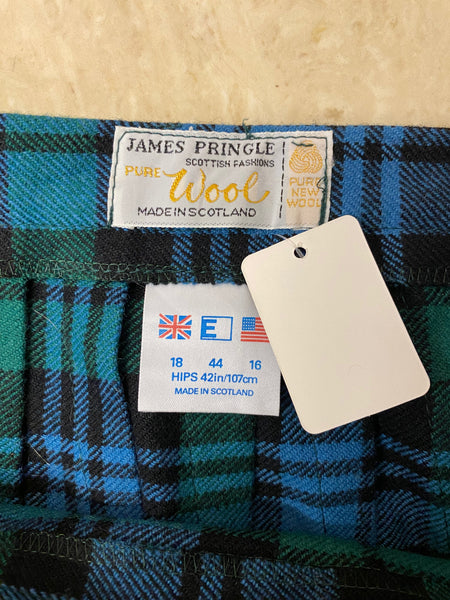 JAMES PRINGLE
SCOTTISH FASHIONS
PURE Wool
MADE IN SCOTLAND
PURE
NEW
WOOL
E
18 44 16
HIPS 42in/107cm
MADE IN SCOTLAND